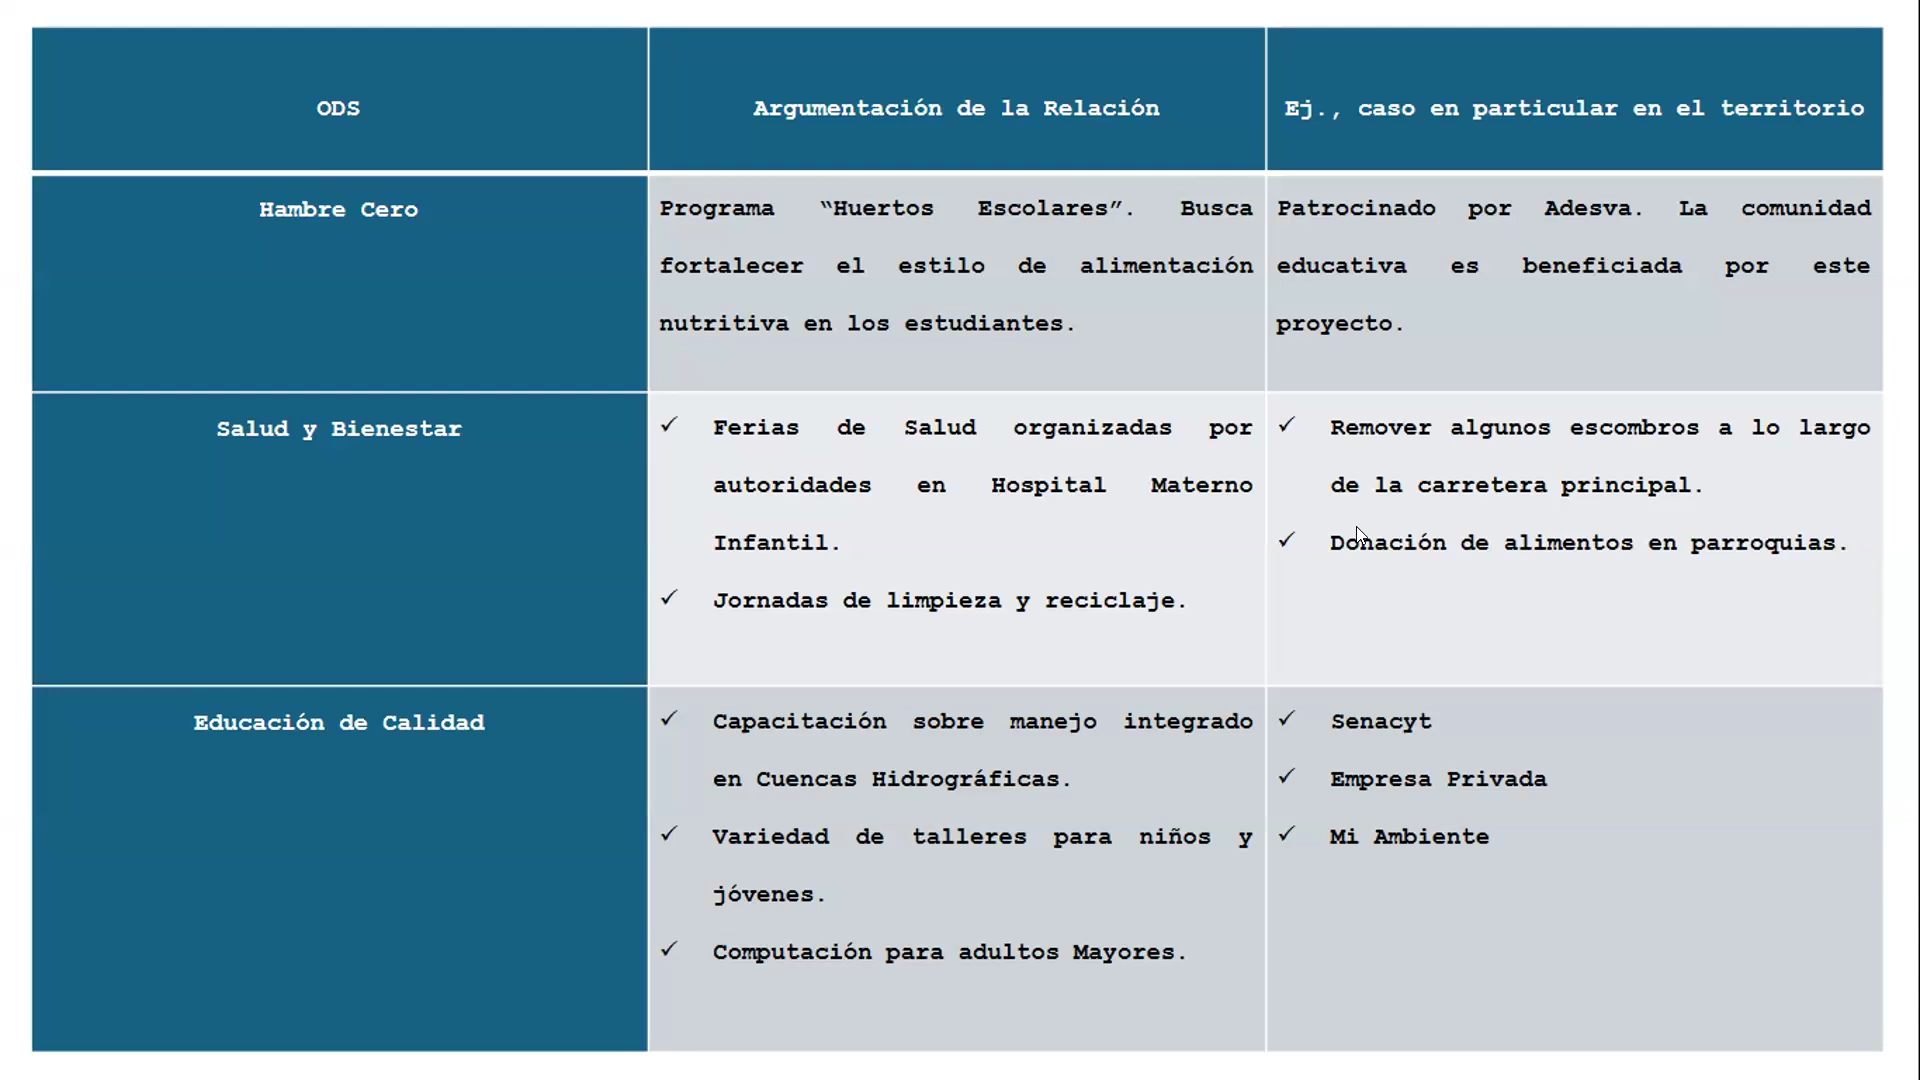 ODS
Argumentación de la Relación
Ej., caso en particular en el territorio
Hambre Cero
Programa “Huertos Escolares”. Busca
fortalecer el estilo de alimentación
nutritiva en los estudiantes.
Patrocinado por Adesva. La comunidad
educativa es beneficiada por este
proyecto.
Salud y Bienestar
✓ Ferias de Salud organizadas por
autoridades en Hospital Materno
Infantil.
✓ Jornadas de limpieza y reciclaje.
✓ Remover algunos escombros a lo largo
de la carretera principal.
✓ Donación de alimentos en parroquias.
Educación de Calidad
✓ Capacitación sobre manejo integrado
en Cuencas Hidrográficas.
✓ Variedad de talleres para niños y
jóvenes.
✓ Computación para adultos Mayores.
✓ Senacyt
✓ Empresa Privada
✓ Mi Ambiente